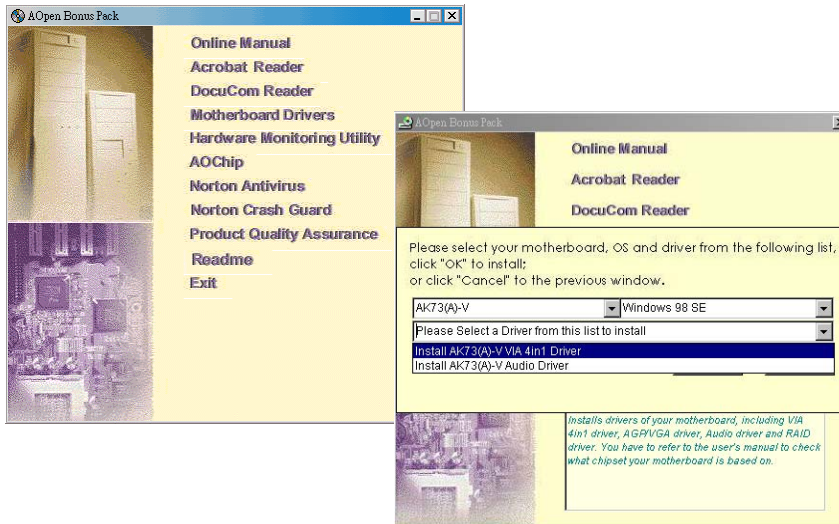 AOpen Bonus Pack
Online Manual
Acrobat Reader
DocuCom Reader
Motherboard Drivers
Hardware Monitoring Utility
AOChip
Norton Antivirus
Norton Crash Guard
Product Quality Assurance
Readme
Exit
AOpen Bonus Pack
Online Manual
Acrobat Reader
DocuCom Reader
Please select your motherboard, OS and driver from the following list,
click "OK" to install;
or click "Cancel" to the previous window.
AK73(A)-V
Windows 98 SE
Please Select a Driver from this list to install
Install AK73(A)-V VIA 4in1 Driver
Install AK73(A)-V Audio Driver
Installs drivers of your motherboard, including VIA
4in1 driver, AGP/VGA driver, Audio driver and RAID
driver. You have to refer to the user's manual to check
what chipset your motherboard is based on.